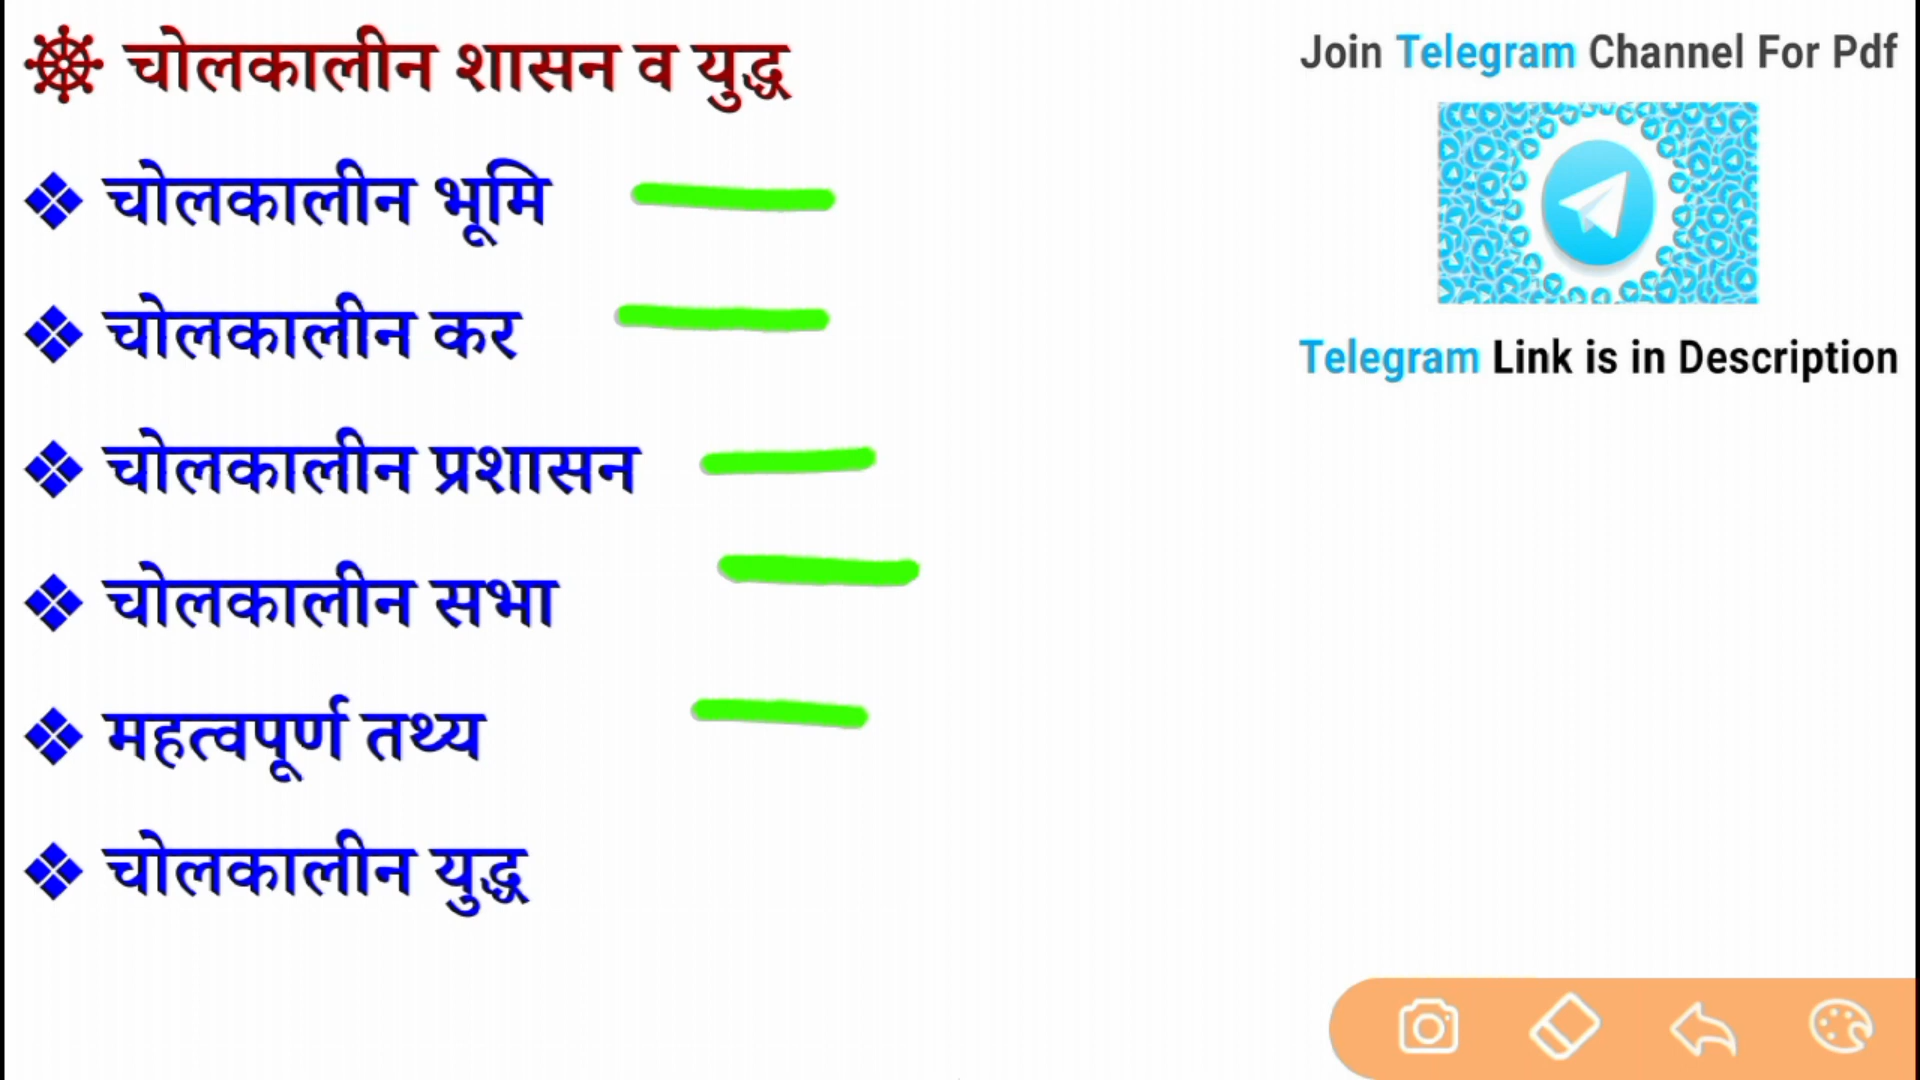 चोलकालीन शासन व युद्ध
चोलकालीन भूमि
चोलकालीन कर
चोलकालीन प्रशासन
चोलकालीन सभा
महत्वपूर्ण तथ्य
चोलकालीन युद्ध
Join Telegram Channel For Pdf
Telegram Link is in Description